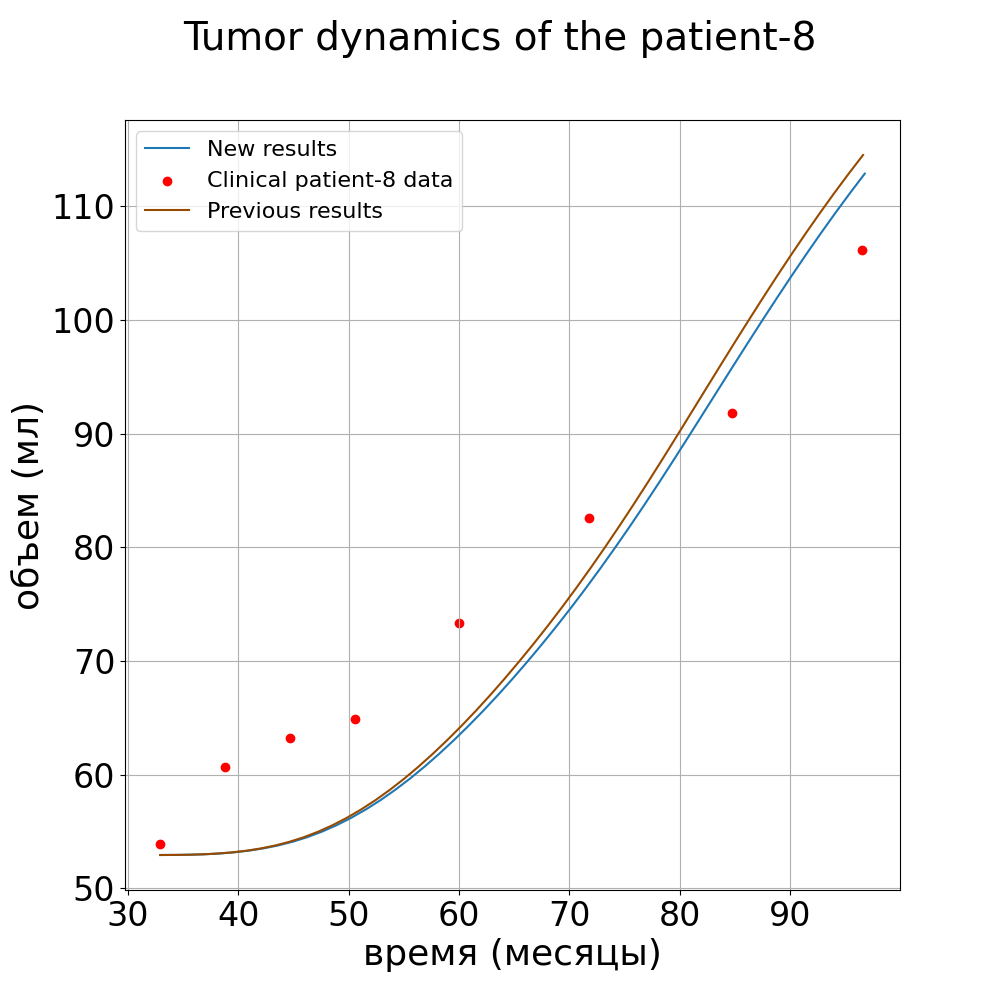 Tumor dynamics of the patient-8
New results
Clinical patient-8 data
Previous results
110
100
90
80
70
60
50
объем (мл)
30 40 50 60 70 80 90
время (месяцы)